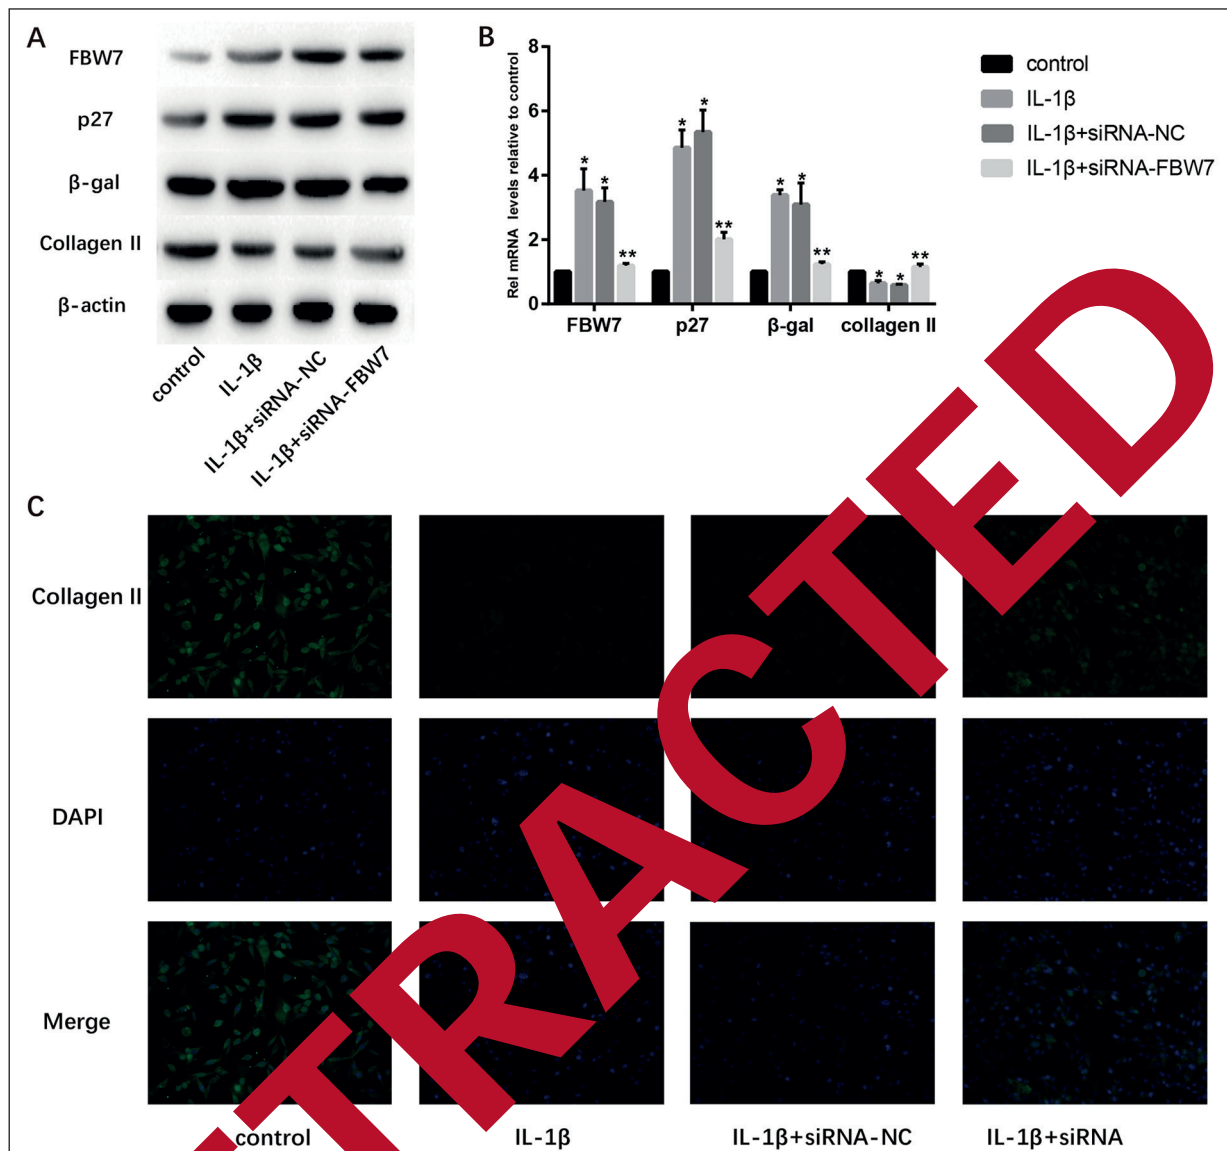 A
FBW7
p27
β-gal
Collagen II
β-actin
control
IL-1β
IL-1β+siRNA-NC
IL-1β+siRNA-FBW7
B
Rel mRNA levels relative to control
8
6
4
2
0
* * **
* * **
* * **
* * **
FBW7 p27 β-gal collagen II
control
IL-1β
IL-1β+siRNA-NC
IL-1β+siRNA-FBW7
C
Collagen II
DAPI
Merge
control IL-1β IL-1β+siRNA-NC IL-1β+siRNA
TRACTED